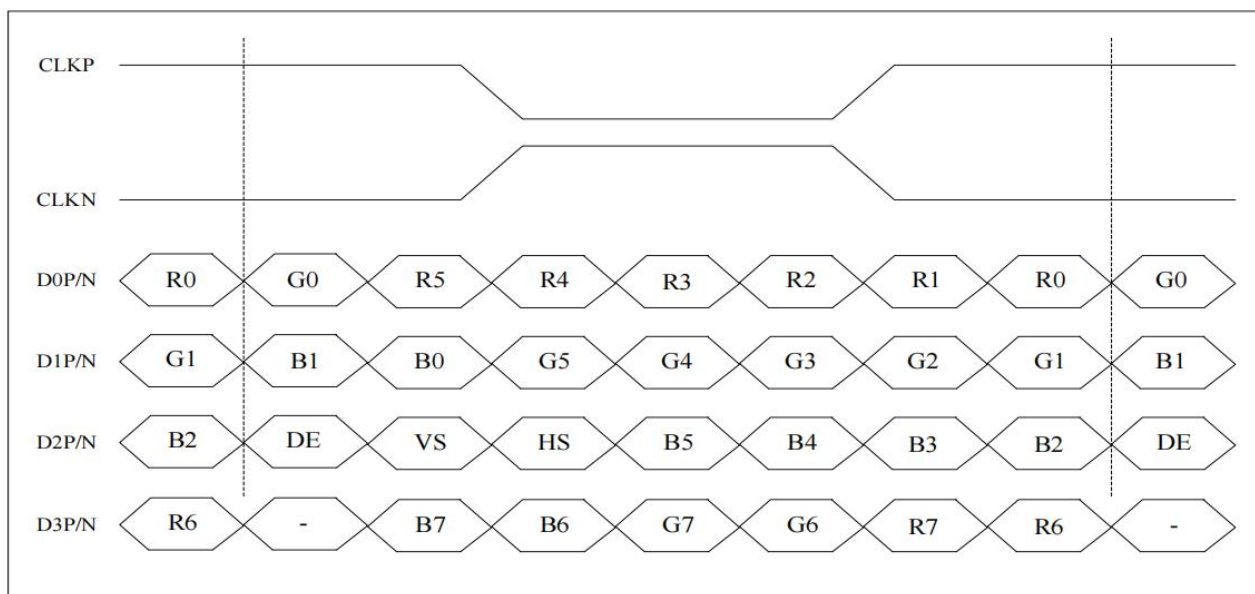 CLKP
CLKN
D0P/N R0 G0 R5 R4 R3 R2 R1 R0 G0
D1P/N G1 B1 B0 G5 G4 G3 G2 G1 B1
D2P/N B2 DE VS HS B5 B4 B3 B2 DE
D3P/N R6 - B7 B6 G7 G6 R7 R6 -